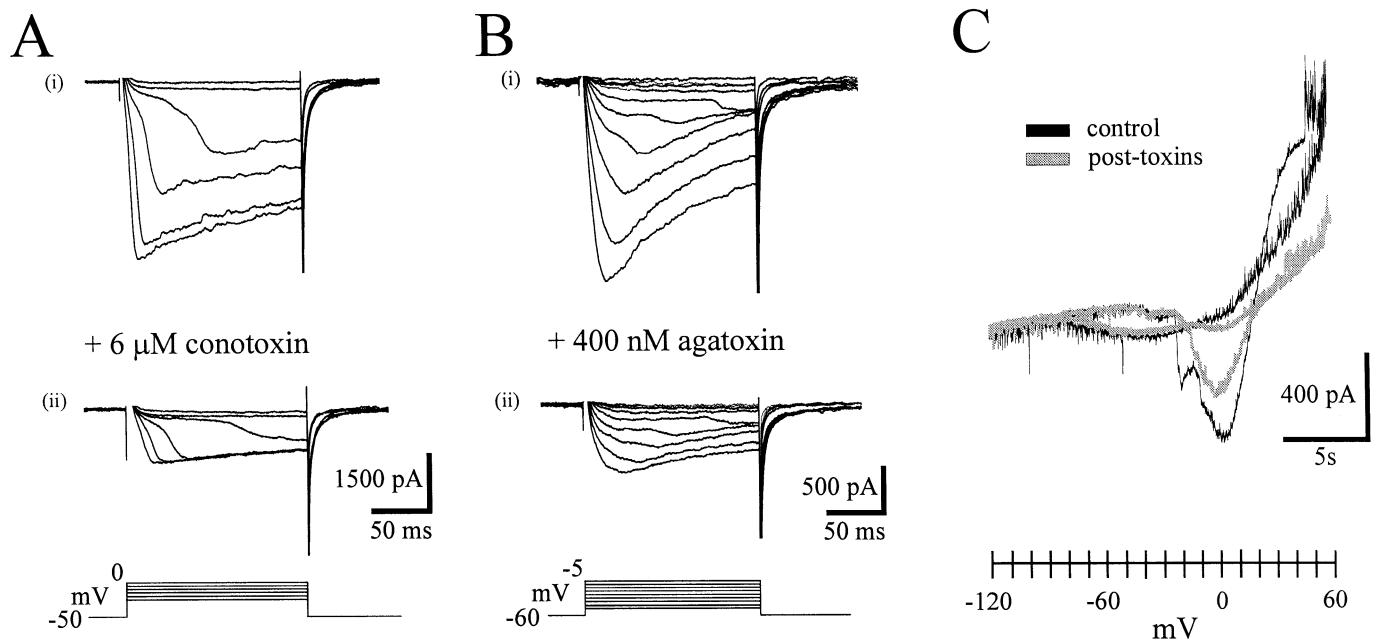 A
B
C
(i)
(i)
control
post-toxins
+ 6 μM conotoxin
+ 400 nM agatoxin
(ii)
(ii)
1500 pA
50 ms
500 pA
50 ms
400 pA
5s
0
mV
-50
-5
mV
-60
-120
-60
0
60
mV